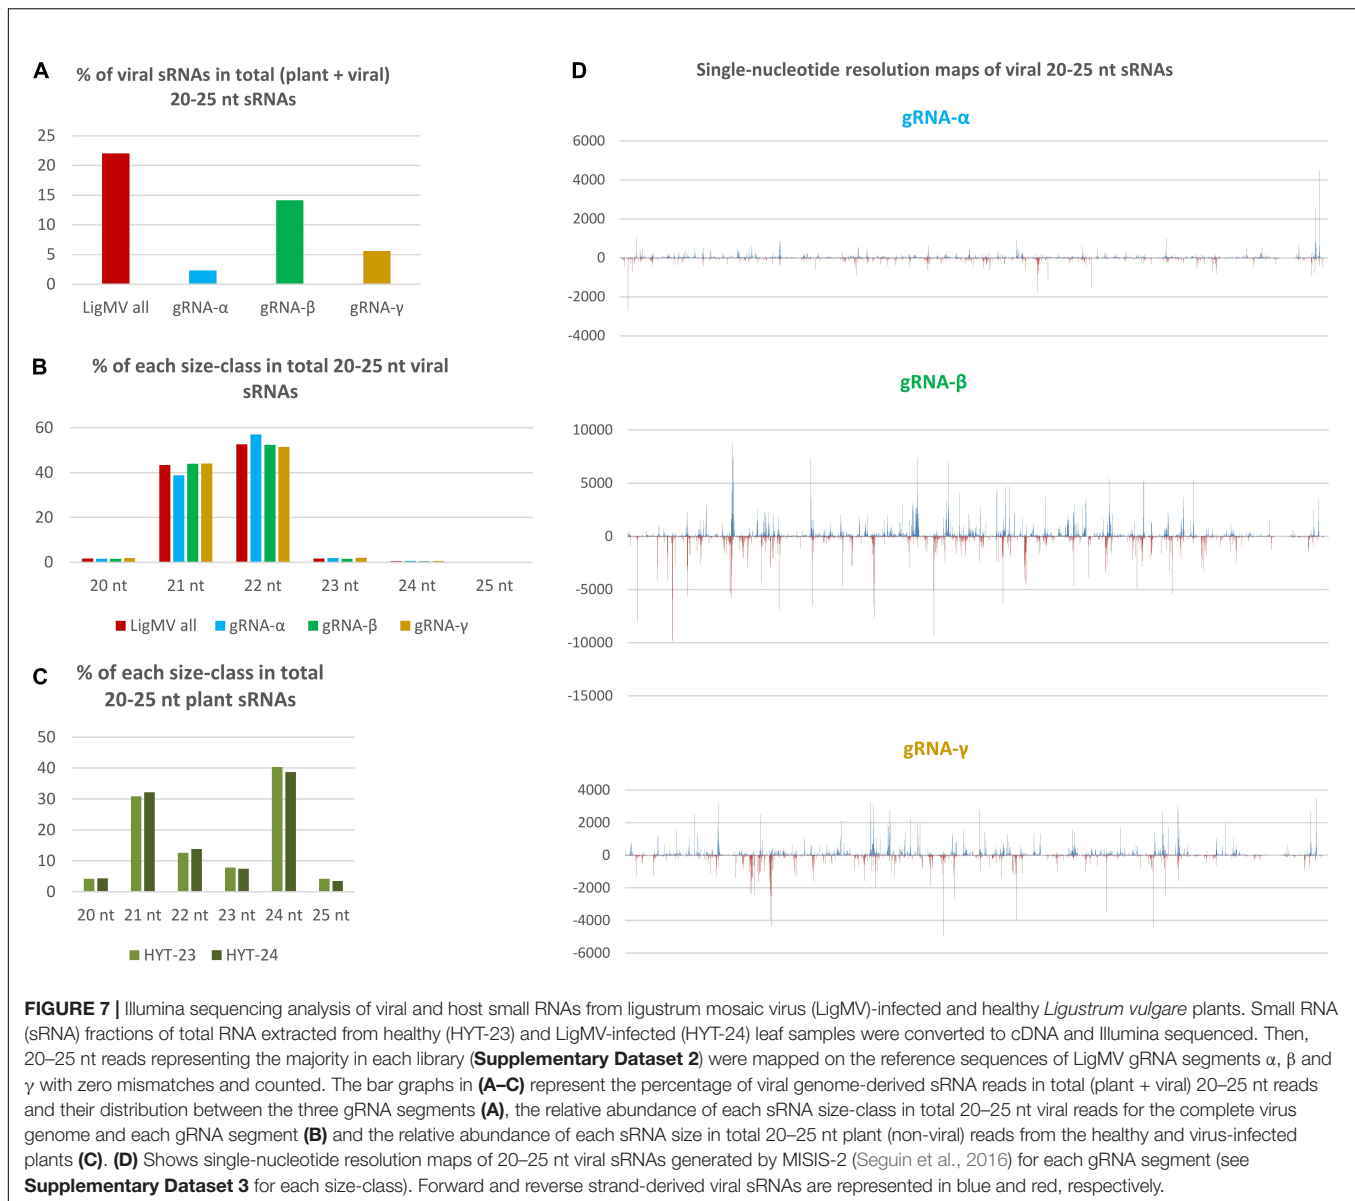 A
% of viral sRNAs in total (plant + viral)
20-25 nt sRNAs
25
20
15
10
5
0
LigMV all gRNA-α gRNA-β gRNA-γ
B
% of each size-class in total 20-25 nt viral
sRNAs
60
40
20
0
20 nt 21 nt 22 nt 23 nt 24 nt 25 nt
LigMV all gRNA-α gRNA-β gRNA-γ
C
% of each size-class in total
20-25 nt plant sRNAs
50
40
30
20
10
0
20 nt 21 nt 22 nt 23 nt 24 nt 25 nt
HYT-23 HYT-24
D
Single-nucleotide resolution maps of viral 20-25 nt sRNAs
gRNA-α
6000
4000
2000
0
-2000
-4000
gRNA-β
10000
5000
0
-5000
-10000
-15000
gRNA-γ
4000
2000
0
-2000
-4000
-6000
FIGURE 7 | Illumina sequencing analysis of viral and host small RNAs from ligustrum mosaic virus (LigMV)-infected and healthy Ligustrum vulgare plants. Small RNA
(sRNA) fractions of total RNA extracted from healthy (HYT-23) and LigMV-infected (HYT-24) leaf samples were converted to cDNA and Illumina sequenced. Then,
20–25 nt reads representing the majority in each library (Supplementary Dataset 2) were mapped on the reference sequences of LigMV gRNA segments α, β and
γ with zero mismatches and counted. The bar graphs in (A–C) represent the percentage of viral genome-derived sRNA reads in total (plant + viral) 20–25 nt reads
and their distribution between the three gRNA segments (A), the relative abundance of each sRNA size-class in total 20–25 nt viral reads for the complete virus
genome and each gRNA segment (B) and the relative abundance of each sRNA size in total 20–25 nt plant (non-viral) reads from the healthy and virus-infected
plants (C). (D) Shows single-nucleotide resolution maps of 20–25 nt viral sRNAs generated by MISIS-2 (Seguin et al., 2016) for each gRNA segment (see
Supplementary Dataset 3 for each size-class). Forward and reverse strand-derived viral sRNAs are represented in blue and red, respectively.